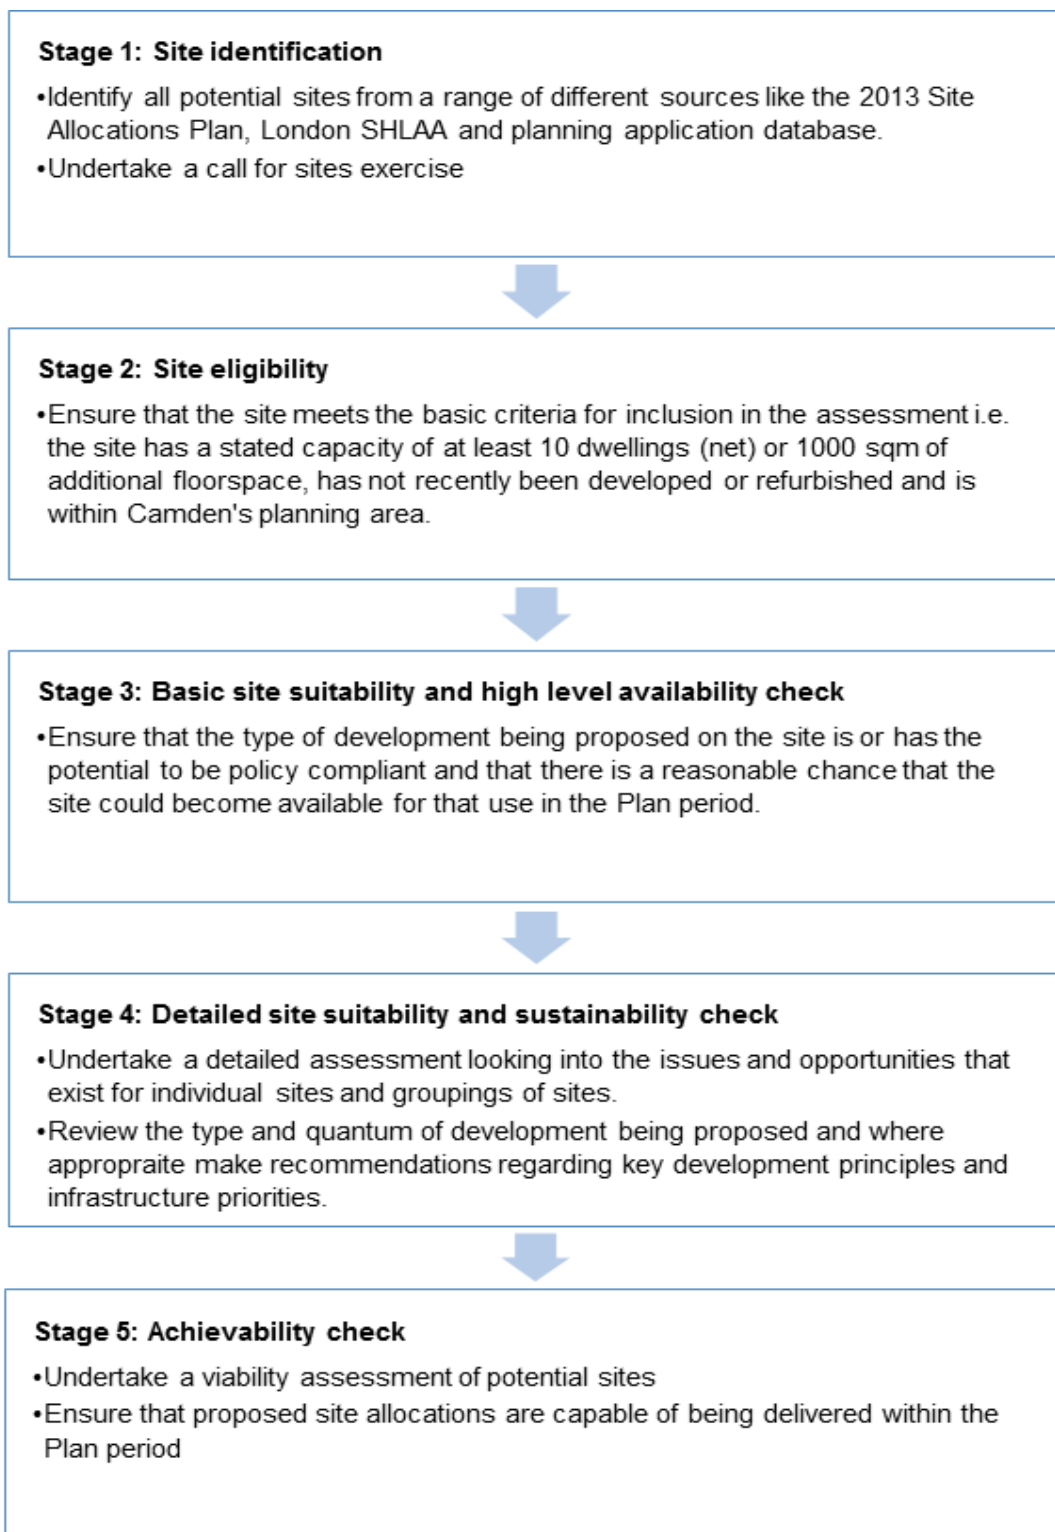 Stage 1: Site identification
•Identify all potential sites from a range of different sources like the 2013 Site
Allocations Plan, London SHLAA and planning application database.
•Undertake a call for sites exercise
Stage 2: Site eligibility
•Ensure that the site meets the basic criteria for inclusion in the assessment i.e.
the site has a stated capacity of at least 10 dwellings (net) or 1000 sqm of
additional floorspace, has not recently been developed or refurbished and is
within Camden's planning area.
Stage 3: Basic site suitability and high level availability check
•Ensure that the type of development being proposed on the site is or has the
potential to be policy compliant and that there is a reasonable chance that the
site could become available for that use in the Plan period.
Stage 4: Detailed site suitability and sustainability check
•Undertake a detailed assessment looking into the issues and opportunities that
exist for individual sites and groupings of sites.
•Review the type and quantum of development being proposed and where
appropraite make recommendations regarding key development principles and
infrastructure priorities.
Stage 5: Achievability check
•Undertake a viability assessment of potential sites
•Ensure that proposed site allocations are capable of being delivered within the
Plan period